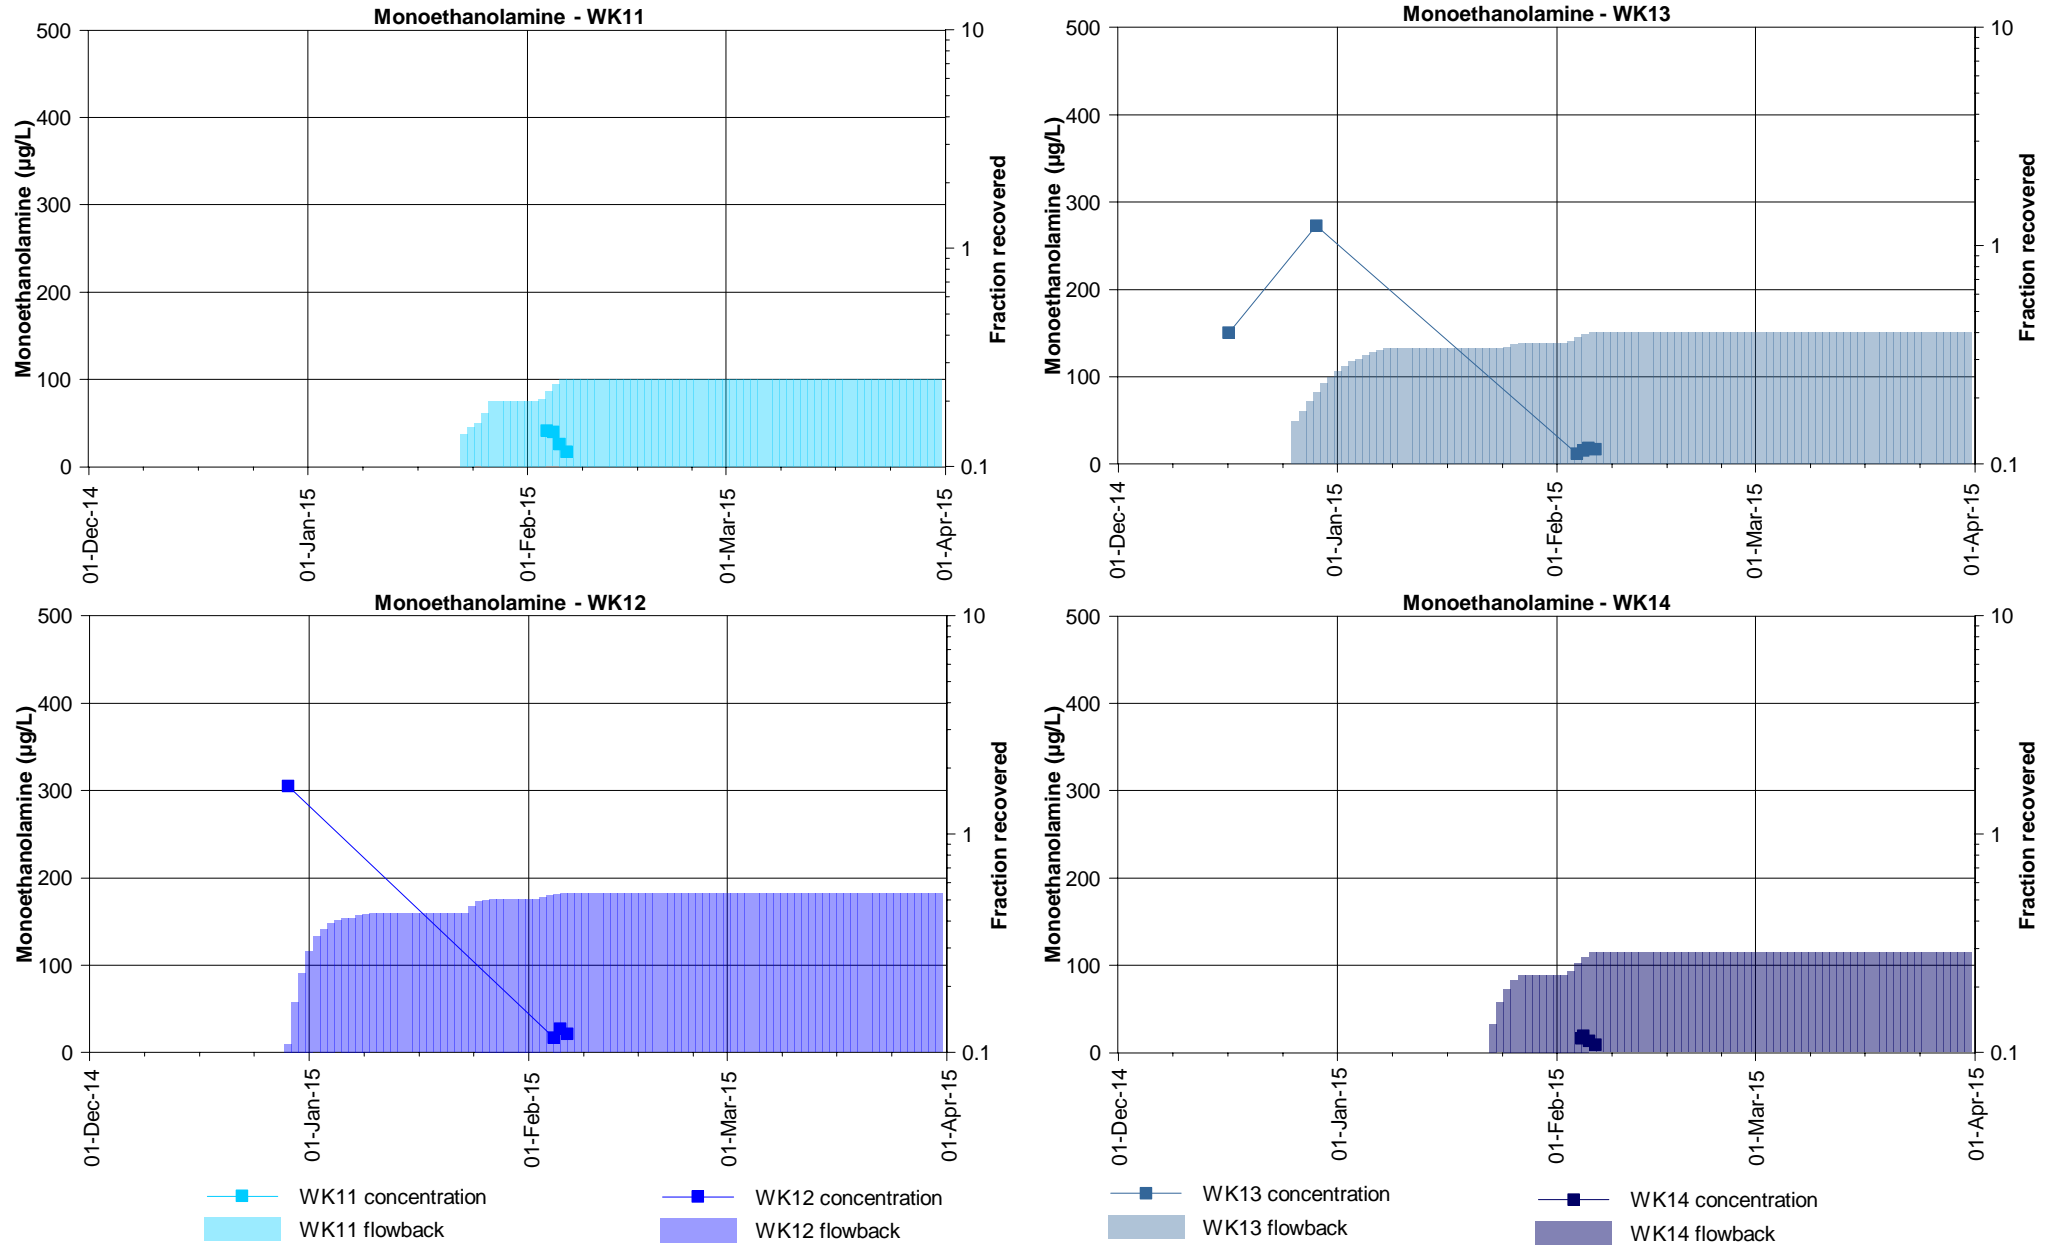 Monoethanolamine - WK11
500
400
300
200
100
0
Monoethanolamine (µg/L)
10
1
0.1
Fraction recovered
01-Dec-14
01-Jan-15
01-Feb-15
01-Mar-15
01-Apr-15
Monoethanolamine - WK13
500
400
300
200
100
0
Monoethanolamine (µg/L)
10
1
0.1
Fraction recovered
01-Dec-14
01-Jan-15
01-Feb-15
01-Mar-15
01-Apr-15
Monoethanolamine - WK12
500
400
300
200
100
0
Monoethanolamine (µg/L)
10
1
0.1
Fraction recovered
01-Dec-14
01-Jan-15
01-Feb-15
01-Mar-15
01-Apr-15
Monoethanolamine - WK14
500
400
300
200
100
0
Monoethanolamine (µg/L)
10
1
0.1
Fraction recovered
01-Dec-14
01-Jan-15
01-Feb-15
01-Mar-15
01-Apr-15
WK11 concentration
WK11 flowback
WK12 concentration
WK12 flowback
WK13 concentration
WK13 flowback
WK14 concentration
WK14 flowback